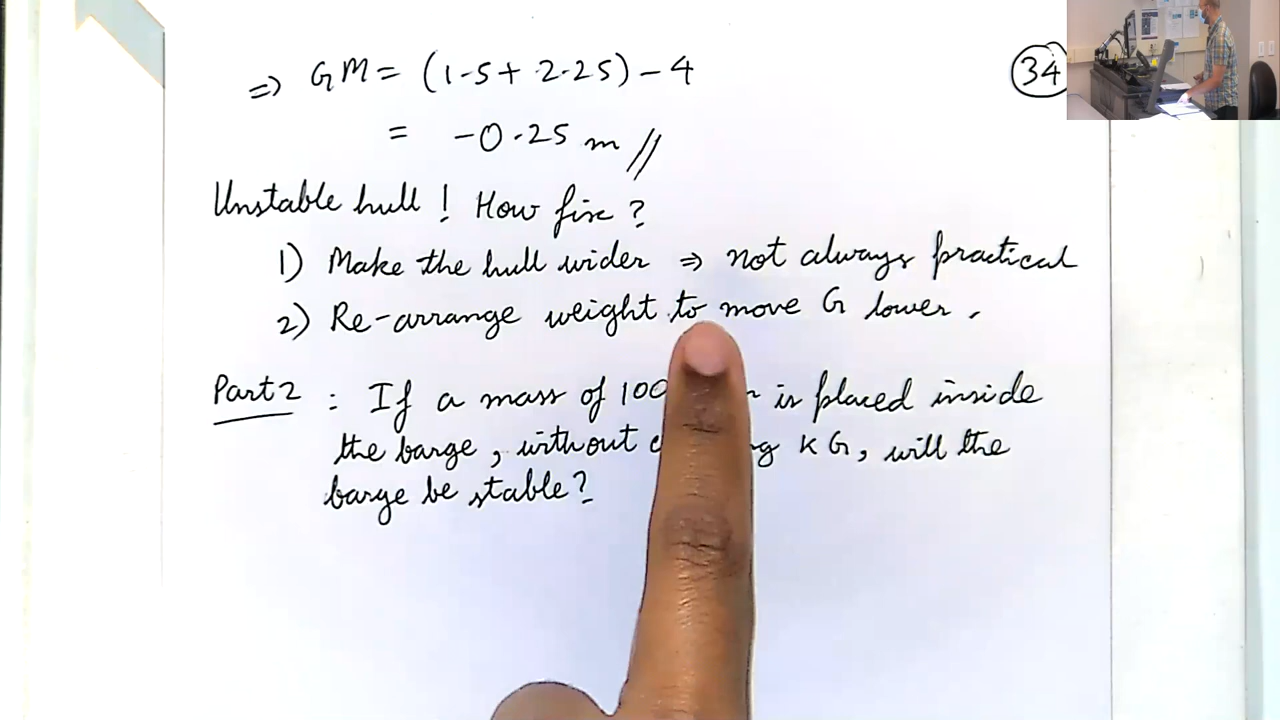 ⇒ GM = (1.5 + 2.25) - 4
34
= -0.25 m //
Unstable hull ! How fix ?
1) Make the hull wider ⇒ not always practical
2) Re-arrange weight to move G lower.
Part 2 : If a mass of is placed inside
the barge, without KG, will the
barge be stable?